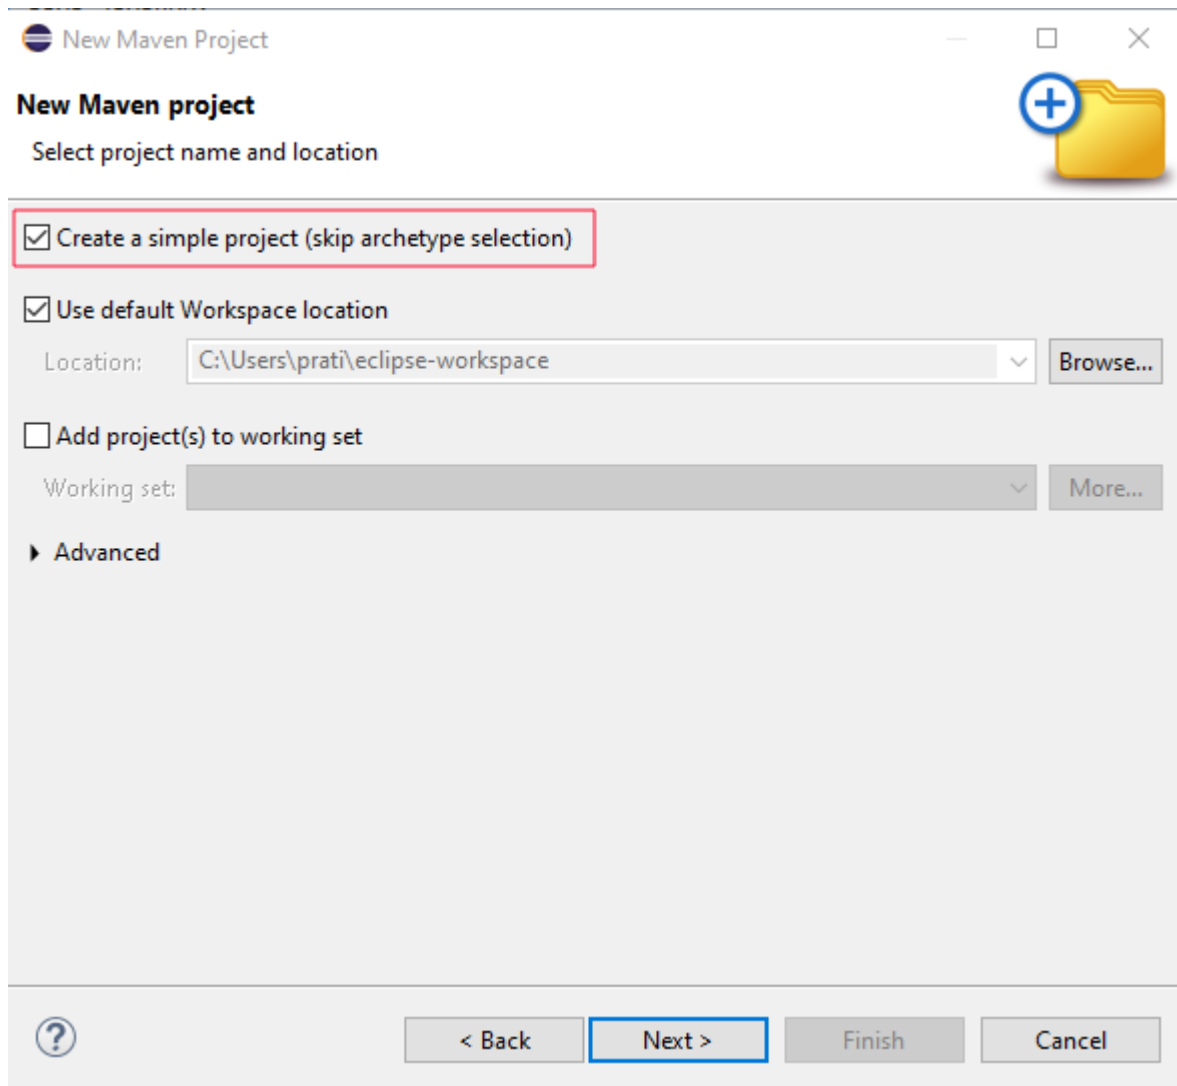 New Maven Project
New Maven project
Select project name and location
Create a simple project (skip archetype selection)
Use default Workspace location
Location: C:\Users\prati\eclipse-workspace Browse...
Add project(s) to working set
Working set: More...
Advanced
? < Back Next > Finish Cancel